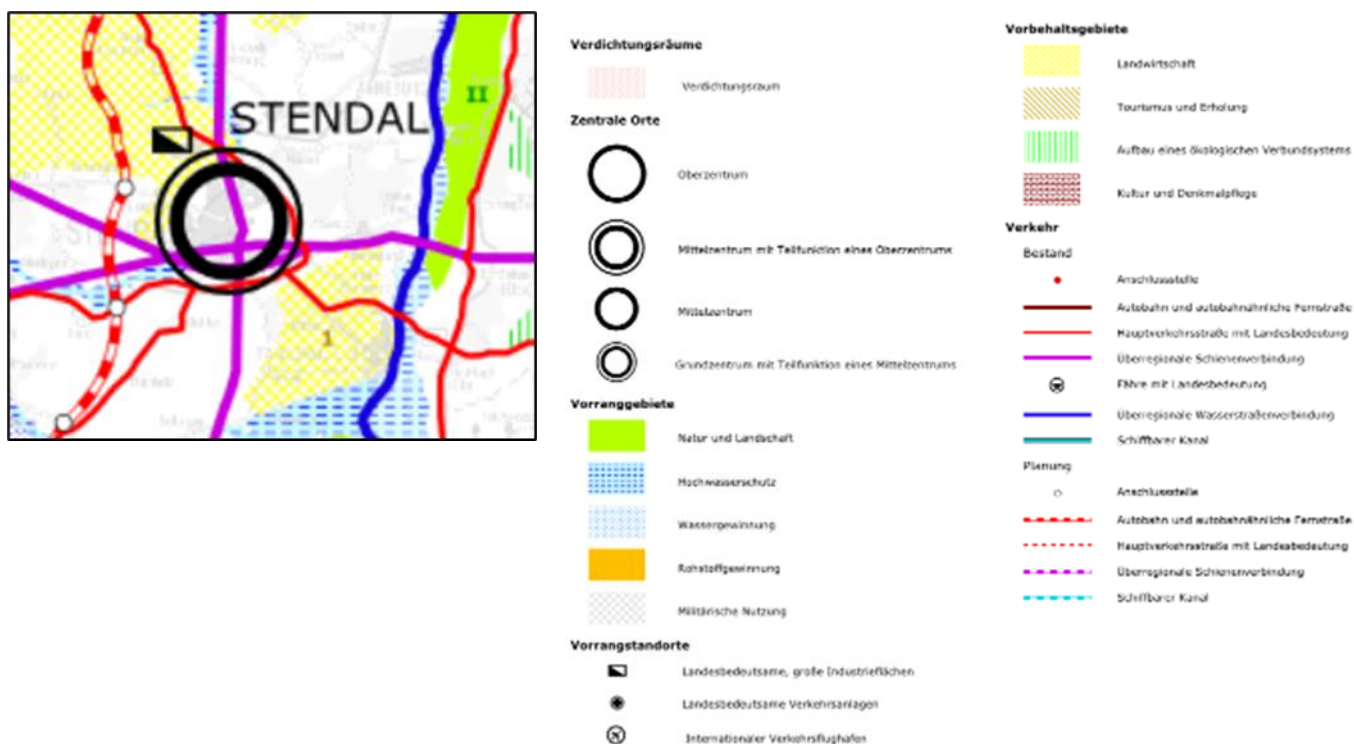 STENDAL
II
1
Verdichtungsräume
Verdichtungsraum
Zentrale Orte
Oberzentrum
Mittelzentrum mit Teilfunktion eines Oberzentrums
Mittelzentrum
Grundzentrum mit Teilfunktion eines Mittelzentrums
Vorranggebiete
Natur und Landschaft
Hochwasserschutz
Wassergewinnung
Rohstoffgewinnung
Militärische Nutzung
Vorrangstandorte
Landesbedeutsame, große Industrieflächen
Landesbedeutsame Verkehrsanlagen
Internationaler Verkehrsflughafen
Vorbehaltsgebiete
Landwirtschaft
Tourismus und Erholung
Aufbau eines ökologischen Verbundsystems
Kultur und Denkmalpflege
Verkehr
Bestand
Anschlussstelle
Autobahn und autobahnähnliche Fernstraße
Hauptverkehrsstraße mit Landesbedeutung
Überregionale Schienenverbindung
Fähre mit Landesbedeutung
Überregionale Wasserstraßenverbindung
Schiffbarer Kanal
Planung
Anschlussstelle
Autobahn und autobahnähnliche Fernstraße
Hauptverkehrsstraße mit Landesbedeutung
Überregionale Schienenverbindung
Schiffbarer Kanal